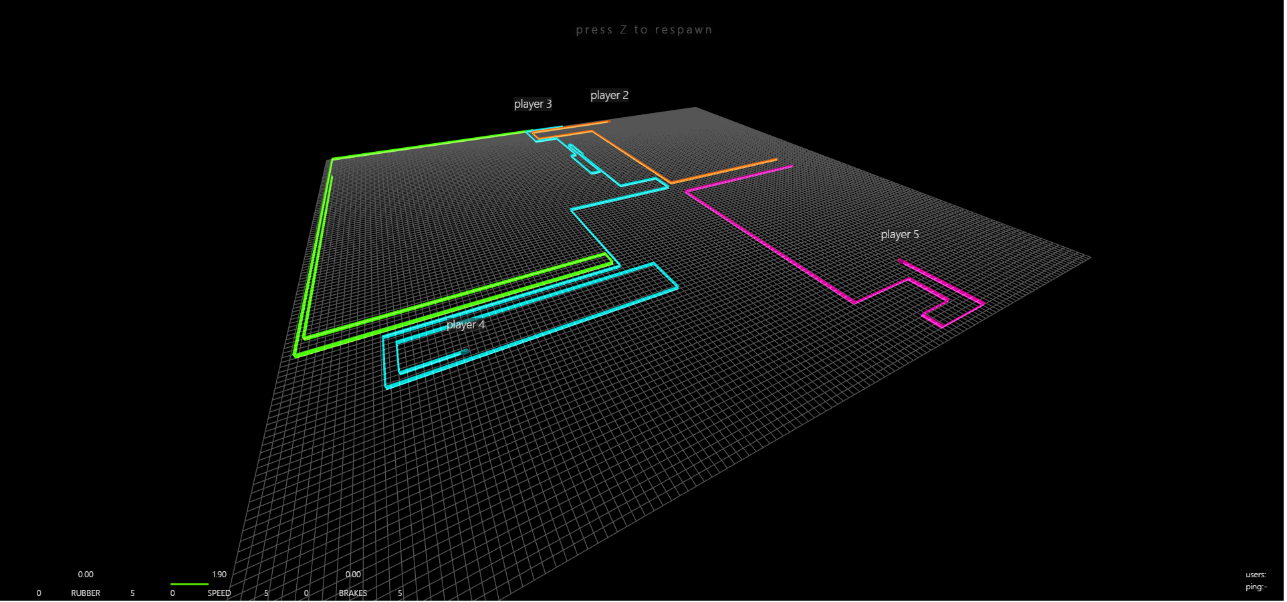 press Z to respawn
player 3
player 2
player 5
player 4
0.00
1.90
0.00
0 RUBBER 5
0 SPEED 5
0 BRAKES 5
users:
ping:-